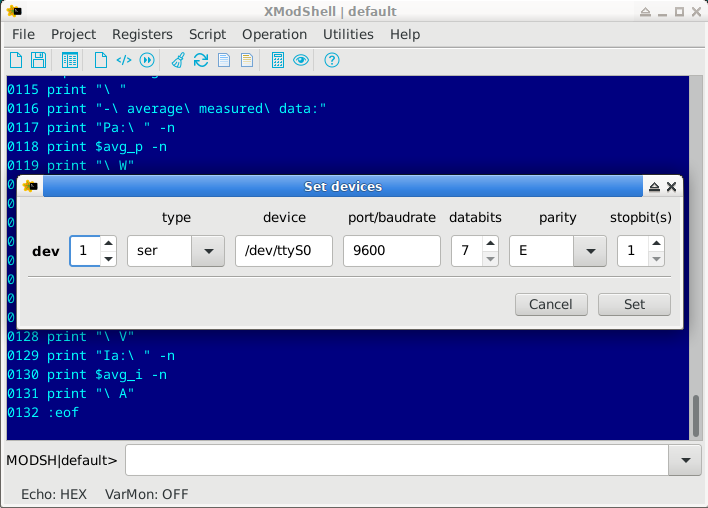 XModShell | default
File Project Registers Script Operation Utilities Help
0115 print "\ "
0116 print "-\ average\ measured\ data:"
0117 print "Pa:\ " -n
0118 print $avg_p -n
0119 print "\ W"
Set devices
type device port/baudrate databits parity stopbit(s)
dev 1 ser /dev/ttyS0 9600 7 E 1
Cancel Set
0128 print "\ V"
0129 print "Ia:\ " -n
0130 print $avg_i -n
0131 print "\ A"
0132 :eof
MODSH|default>
Echo: HEX VarMon: OFF